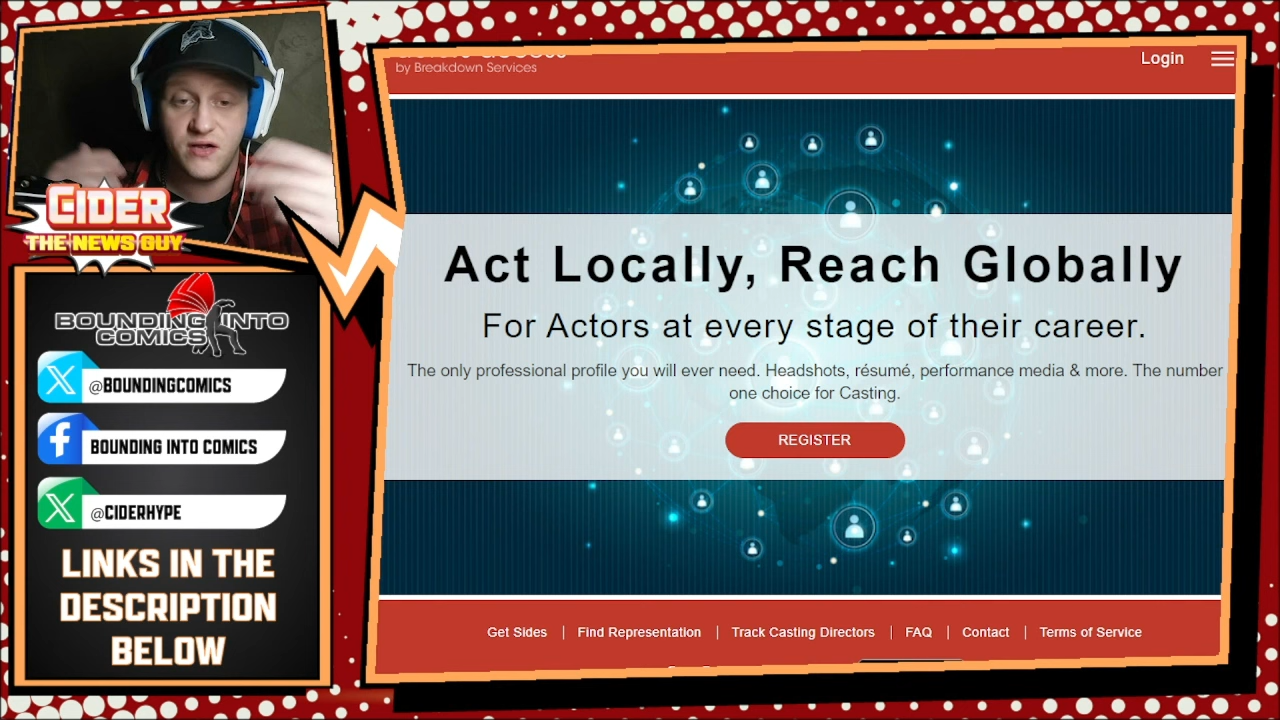 CIDER
THE NEWS GUY
BOUNDING INTO
COMICS
@BOUNDINGCOMICS
BOUNDING INTO COMICS
@CIDERHYPE
LINKS IN THE
DESCRIPTION
BELOW
by Breakdown Services
Login
Act Locally, Reach Globally
For Actors at every stage of their career.
The only professional profile you will ever need. Headshots, résumé, performance media & more. The number
one choice for Casting.
REGISTER
Get Sides | Find Representation | Track Casting Directors | FAQ | Contact | Terms of Service